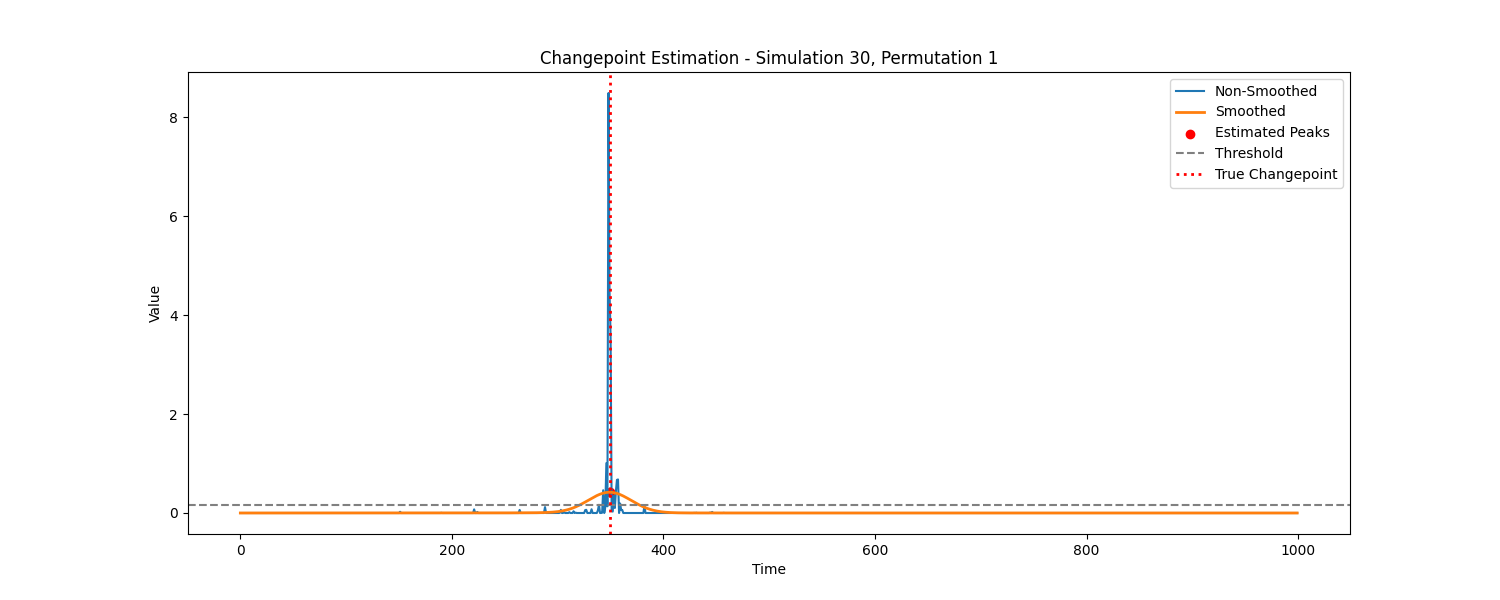 Changepoint Estimation - Simulation 30, Permutation 1
Non-Smoothed
Smoothed
Estimated Peaks
Threshold
True Changepoint
Value
8
6
4
2
0
0
200
400
600
800
1000
Time